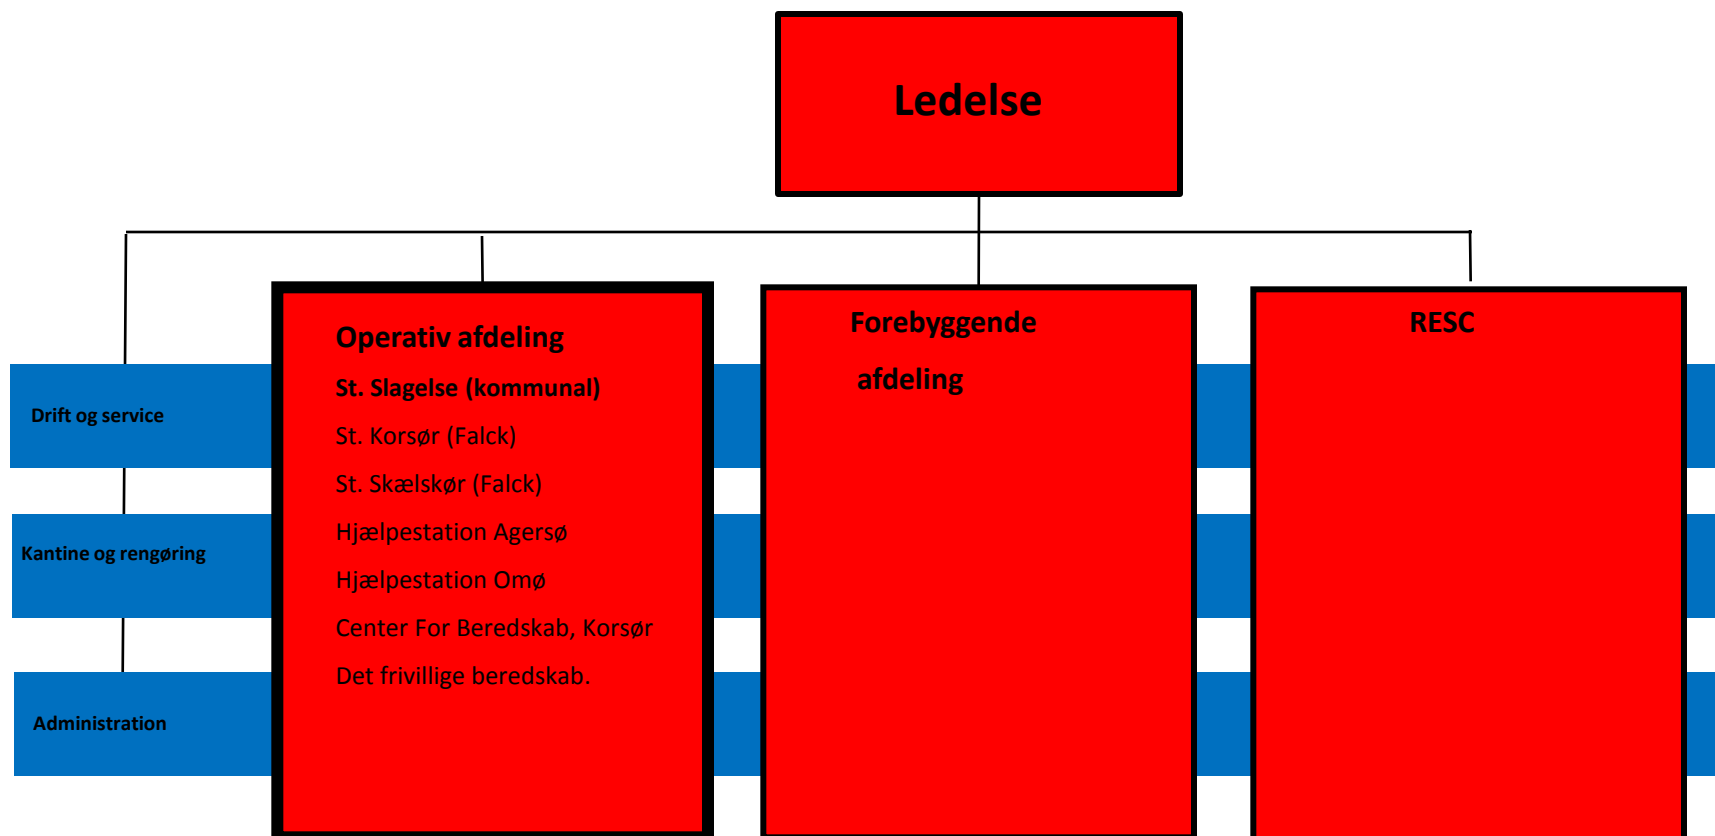 Ledelse
Operativ afdeling
St. Slagelse (kommunal)
St. Korsør (Falck)
St. Skælskør (Falck)
Hjælpestation Agersø
Hjælpestation Omø
Center For Beredskab, Korsør
Det frivillige beredskab.
Forebyggende
afdeling
RESC
Drift og service
Kantine og rengøring
Administration